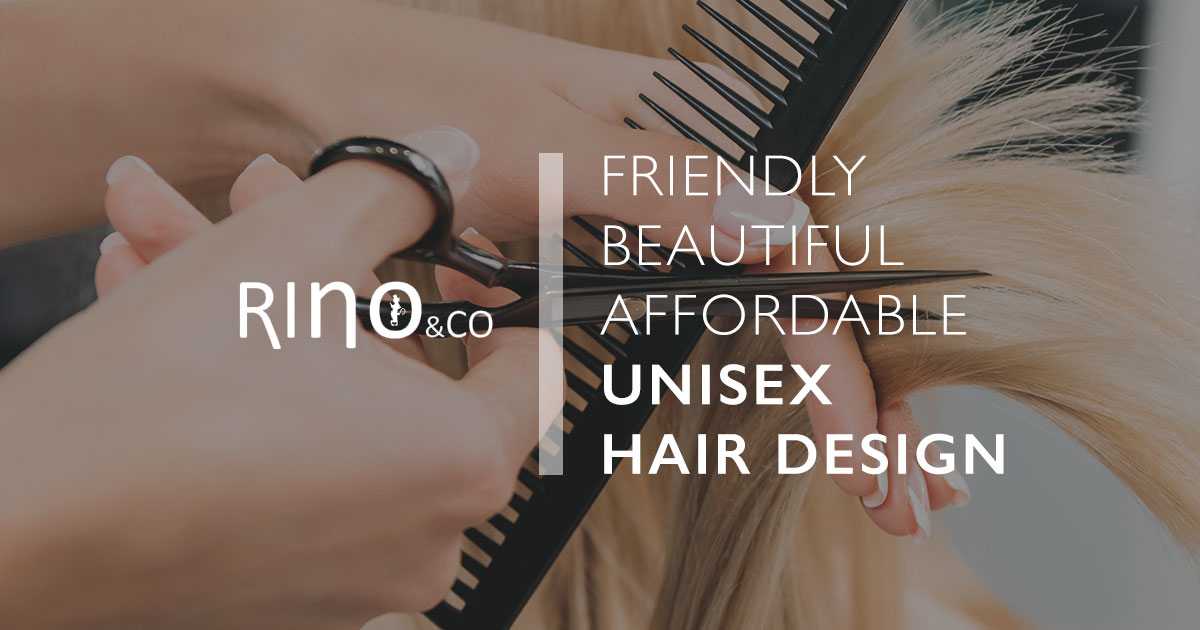 RINO &CO
FRIENDLY
BEAUTIFUL
AFFORDABLE
UNISEX
HAIR DESIGN